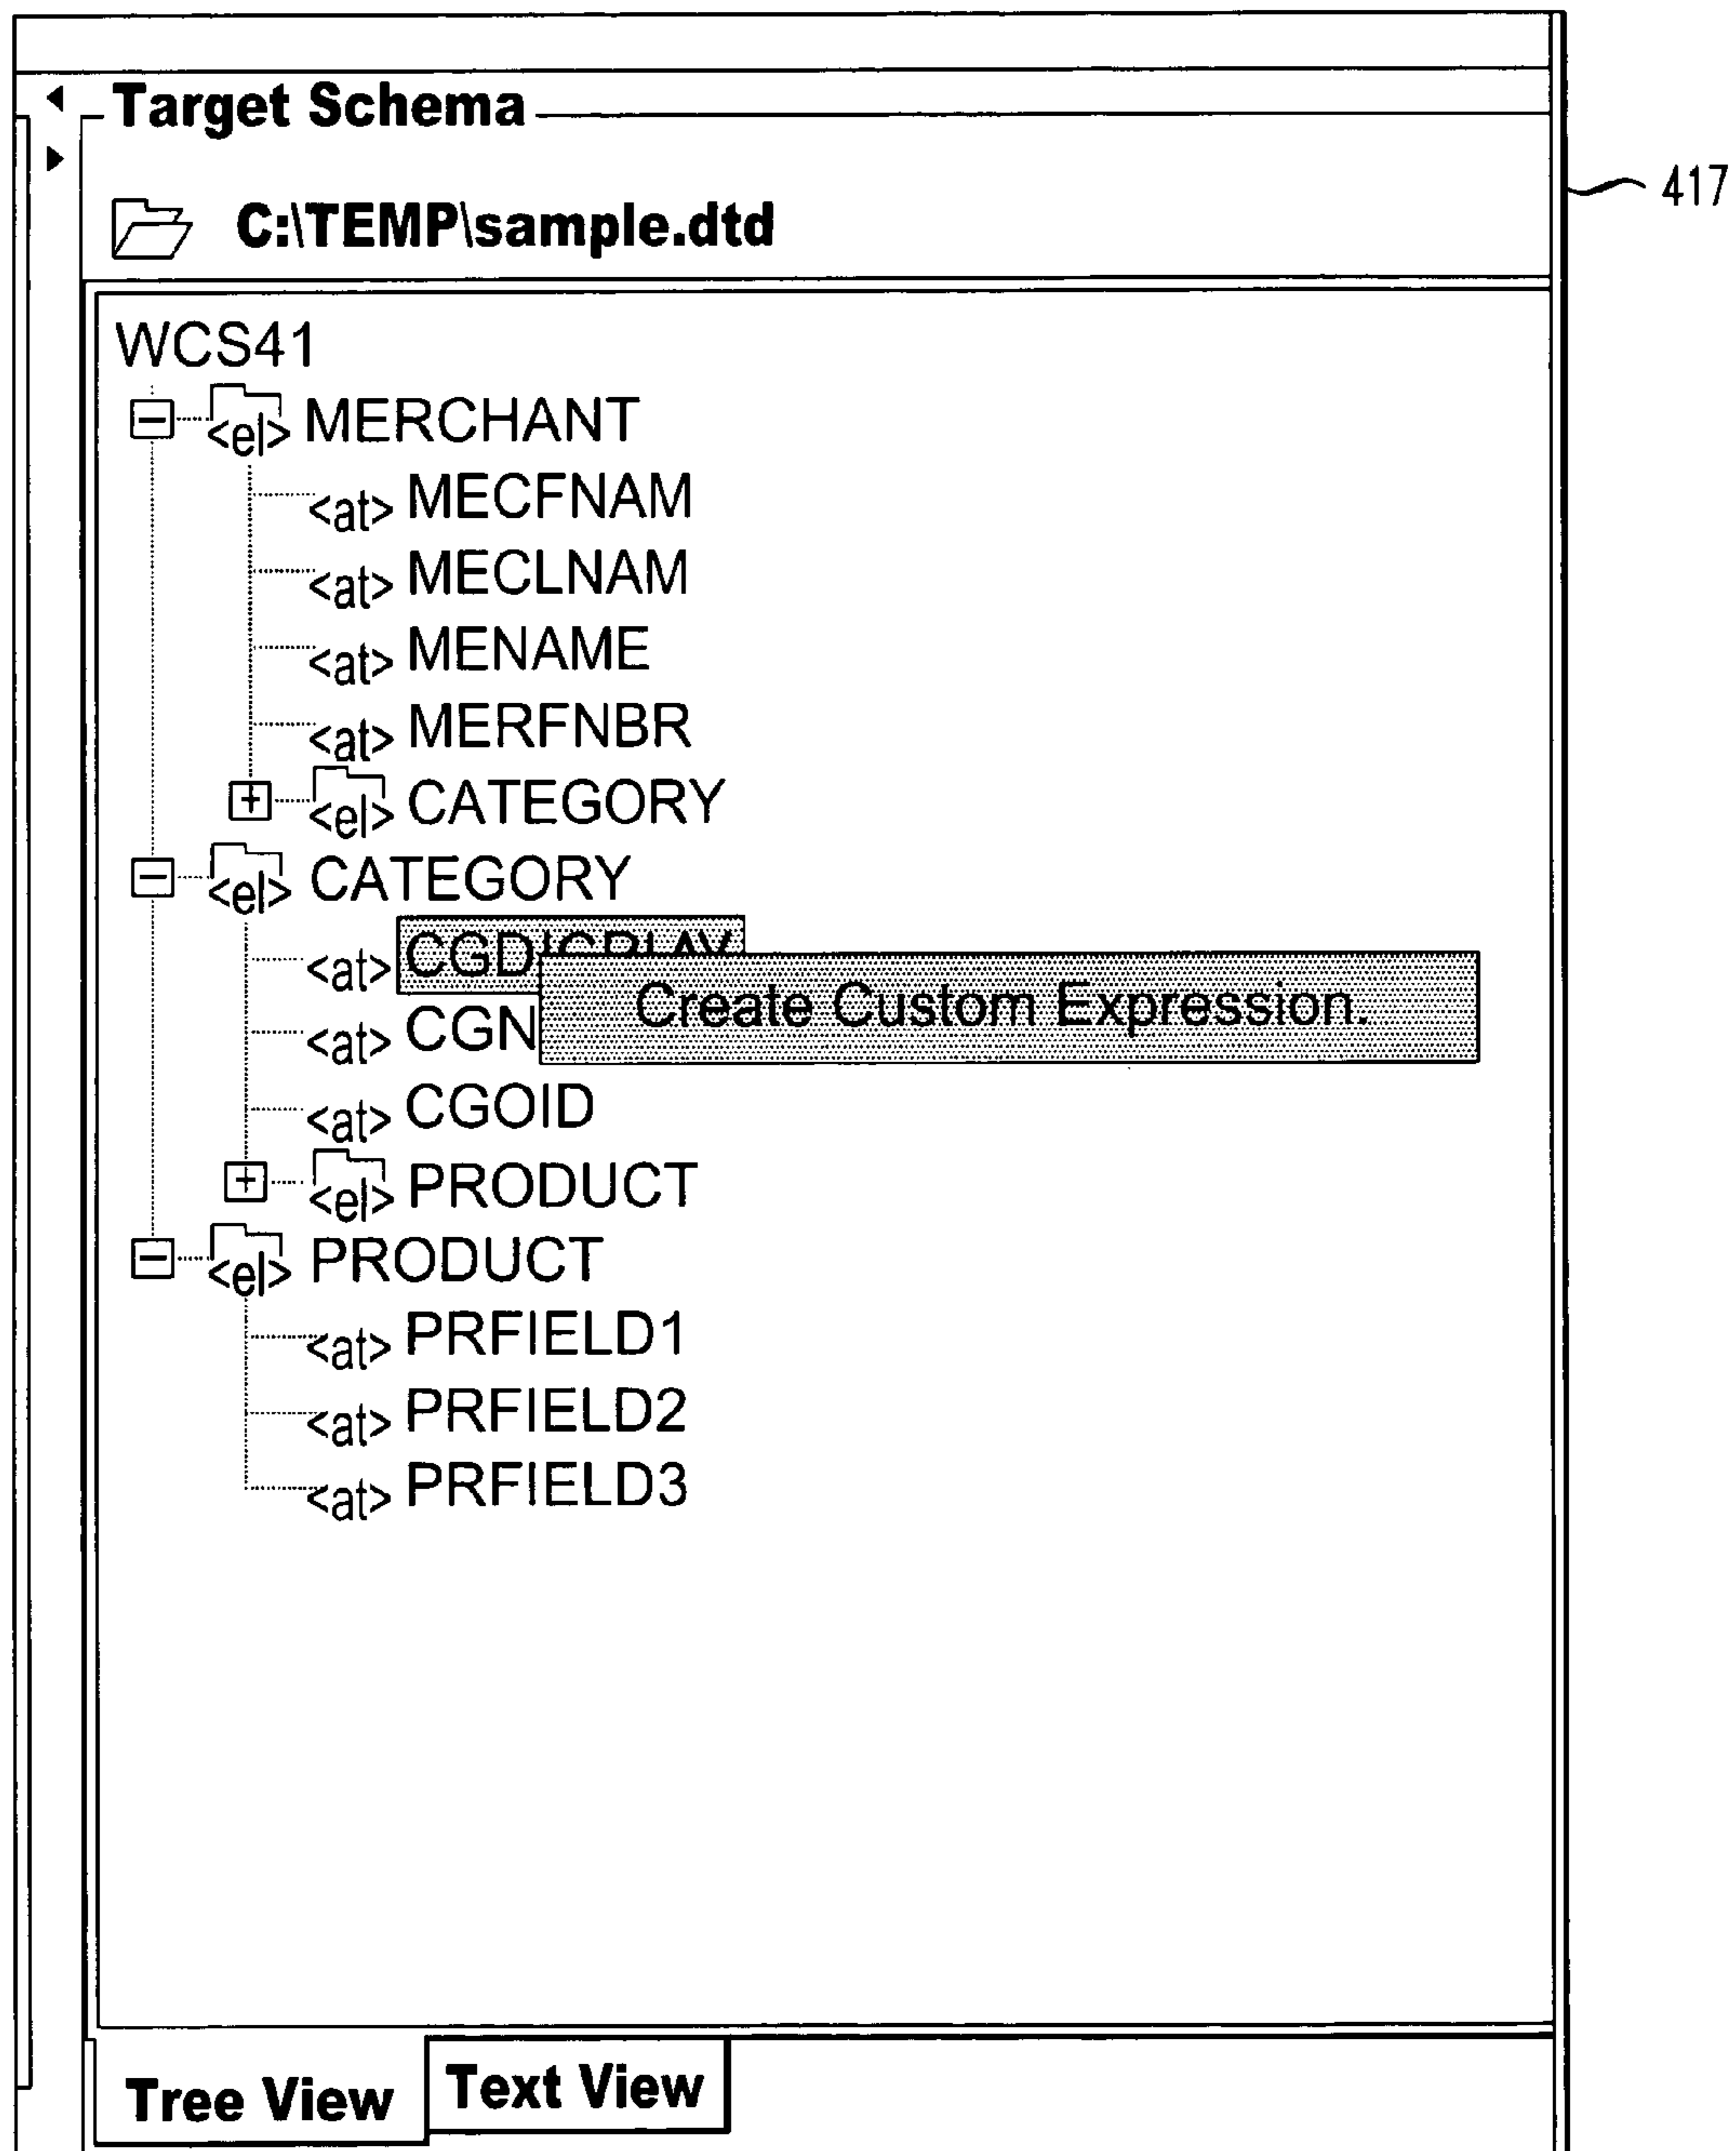 Target Schema
417
C:\TEMP\sample.dtd
WCS41
<el> MERCHANT
<at> MECFNAM
<at> MECLNAM
<at> MENAME
<at> MERFNBR
<el> CATEGORY
<el> CATEGORY
<at>
Create Custom Expression.
<at> CGN
<at> CGOID
<el> PRODUCT
<el> PRODUCT
<at> PRFIELD1
<at> PRFIELD2
<at> PRFIELD3
Tree View
Text View